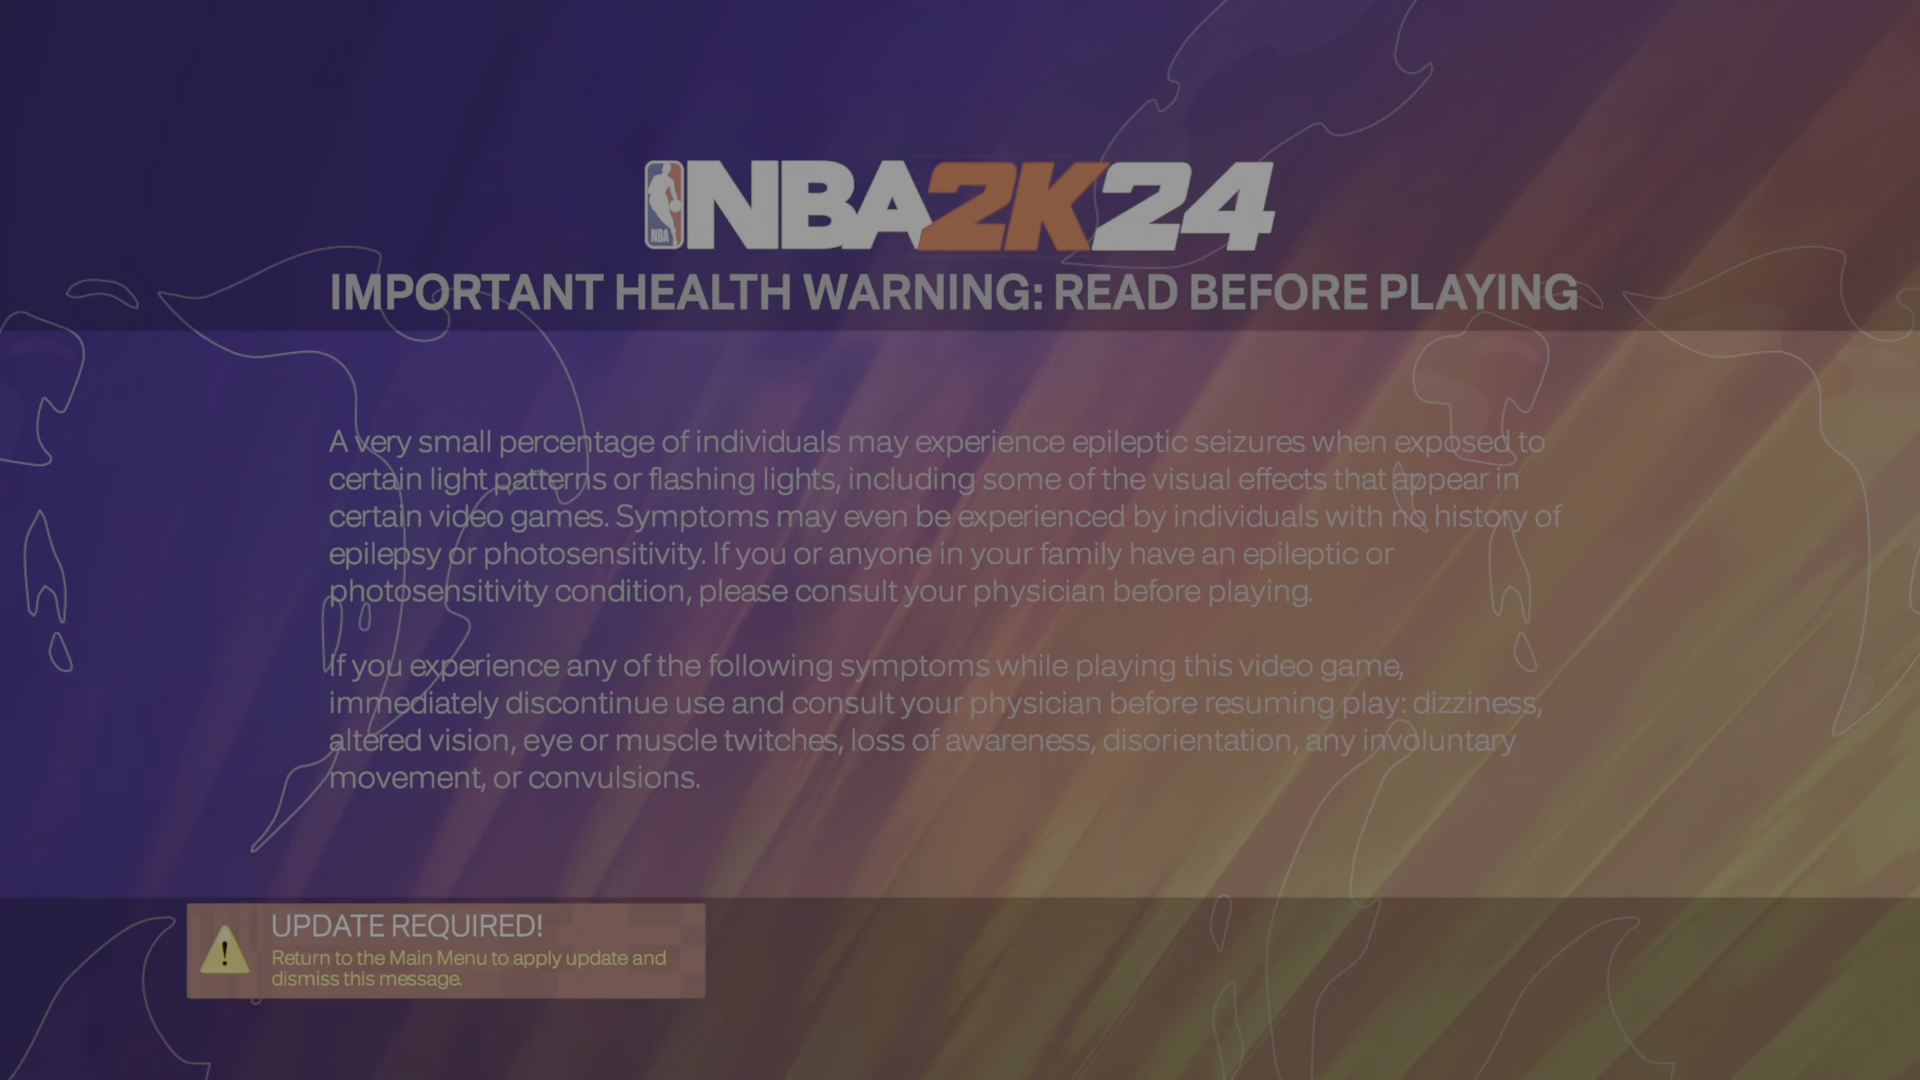 NBA
NBA2K24
IMPORTANT HEALTH WARNING: READ BEFORE PLAYING
A very small percentage of individuals may experience epileptic seizures when exposed to
certain light patterns or flashing lights, including some of the visual effects that appear in
certain video games. Symptoms may even be experienced by individuals with no history of
epilepsy or photosensitivity. If you or anyone in your family have an epileptic or
photosensitivity condition, please consult your physician before playing.
If you experience any of the following symptoms while playing this video game,
immediately discontinue use and consult your physician before resuming play: dizziness,
altered vision, eye or muscle twitches, loss of awareness, disorientation, any involuntary
movement, or convulsions.
UPDATE REQUIRED!
Return to the Main Menu to apply update and
dismiss this message.